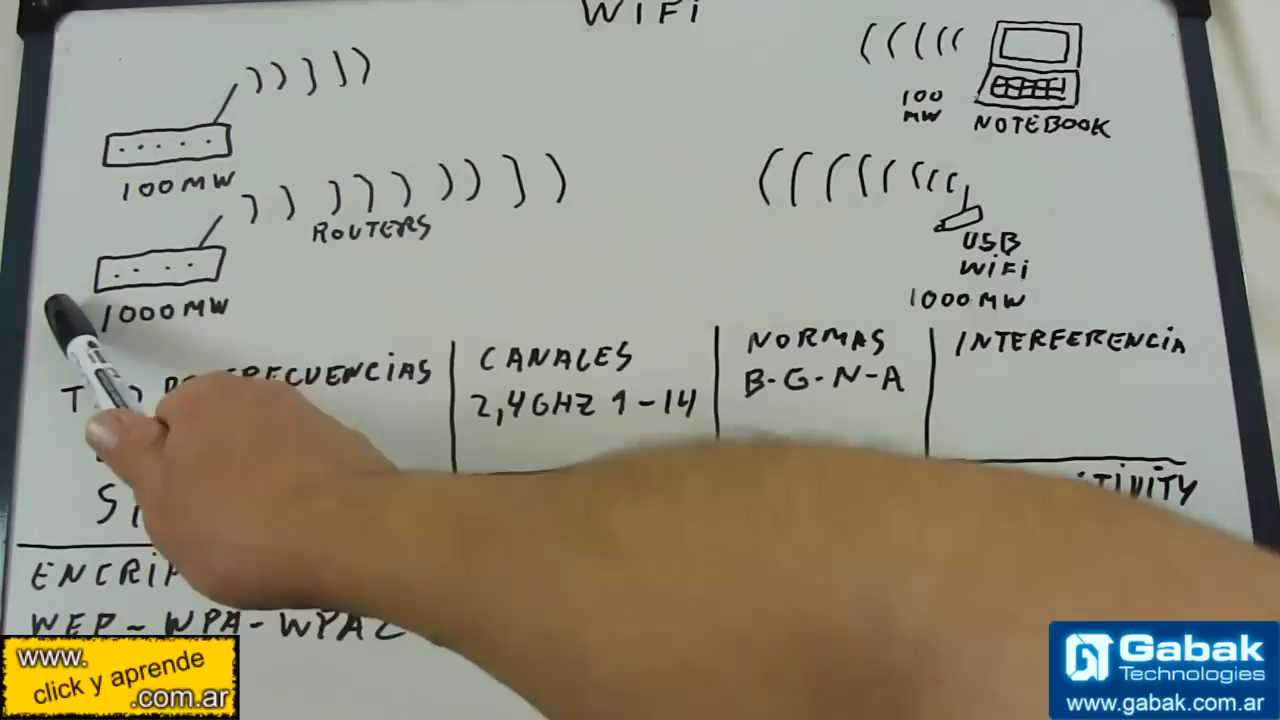 WIFI
100
MW
NOTEBOOK
100MW
ROUTERS
USB
WIFI
1000MW
1000MW
FRECUENCIAS
CANALES
2,4GHZ 1-14
NORMAS
B-G-N-A
INTERFERENCIA
WEP-WPA-WPA2
www.
click y aprende
.com.ar
Gabak
Technologies
www.gabak.com.ar